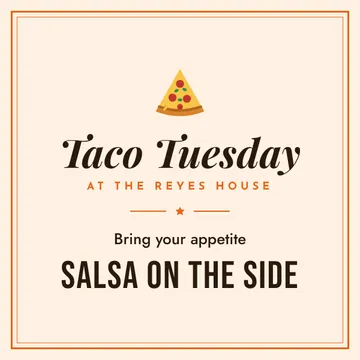 Taco Tuesday
AT THE REYES HOUSE
Bring your appetite
SALSA ON THE SIDE